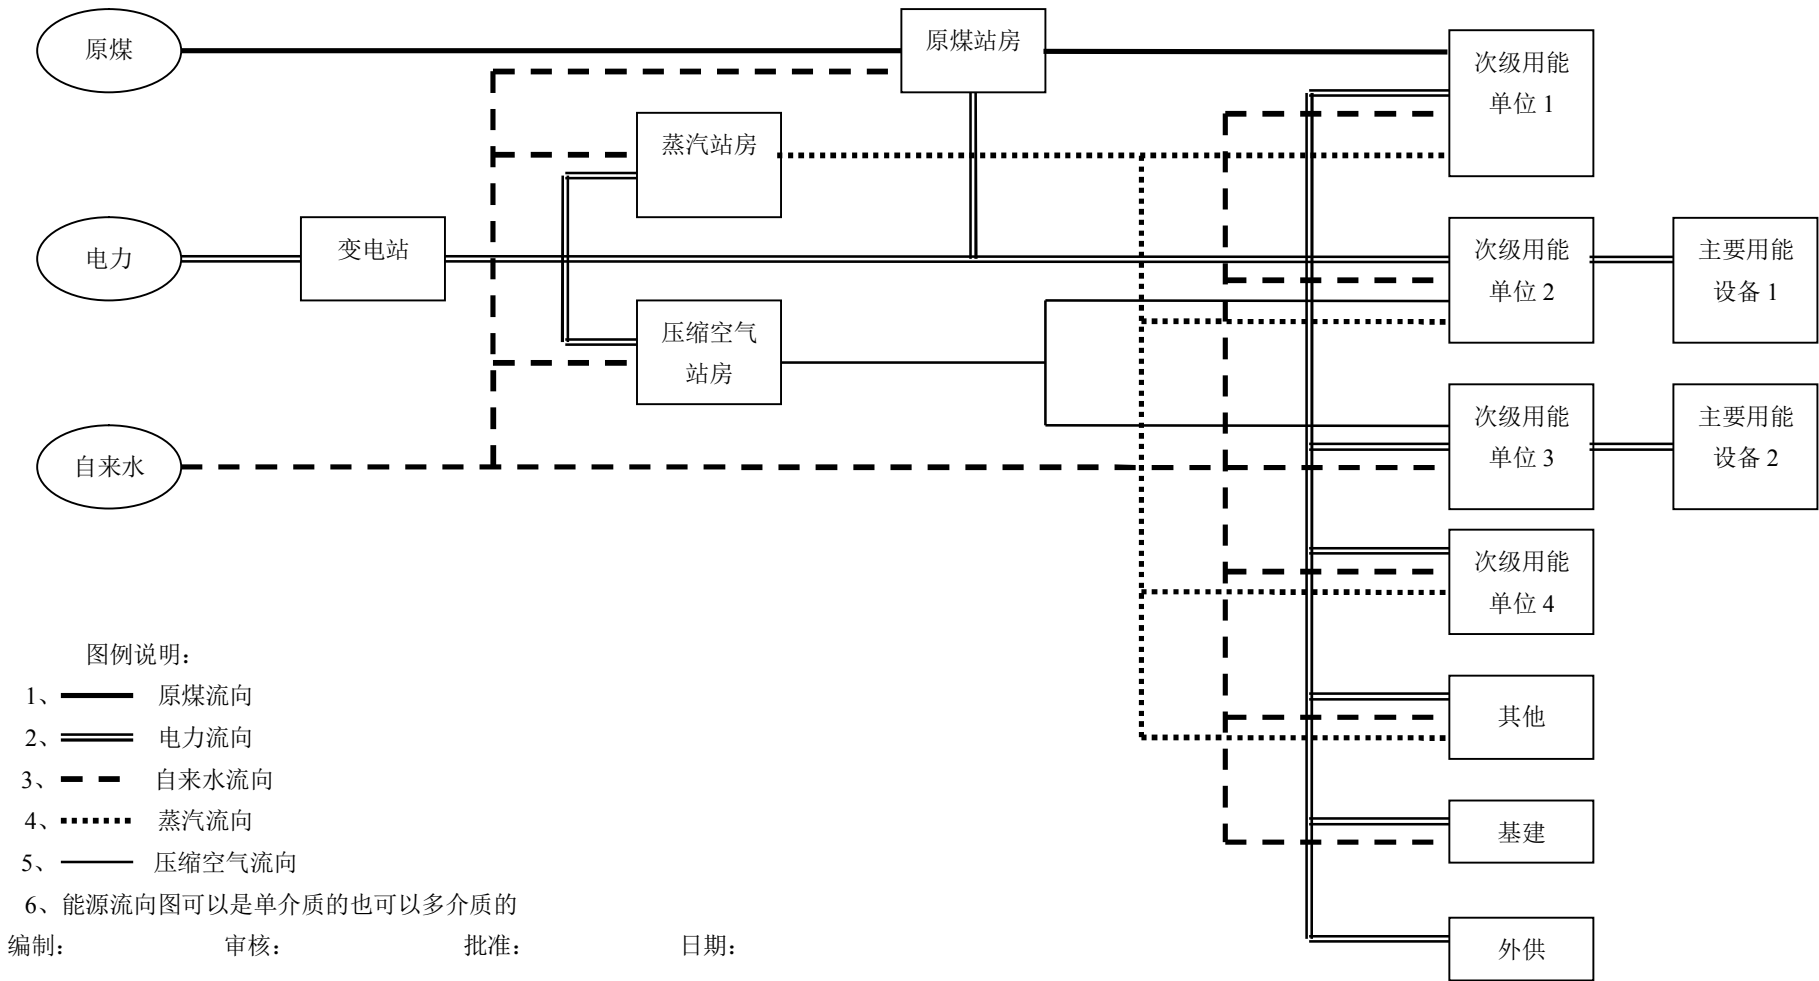 原煤
原煤站房
次级用能
单位 1
蒸汽站房
电力
变电站
次级用能
单位 2
主要用能
设备 1
压缩空气
站房
自来水
次级用能
单位 3
主要用能
设备 2
次级用能
单位 4
其他
基建
外供
图例说明：
1、 原煤流向
2、 电力流向
3、 自来水流向
4、 蒸汽流向
5、 压缩空气流向
6、能源流向图可以是单介质的也可以多介质的
编制： 审核： 批准： 日期：